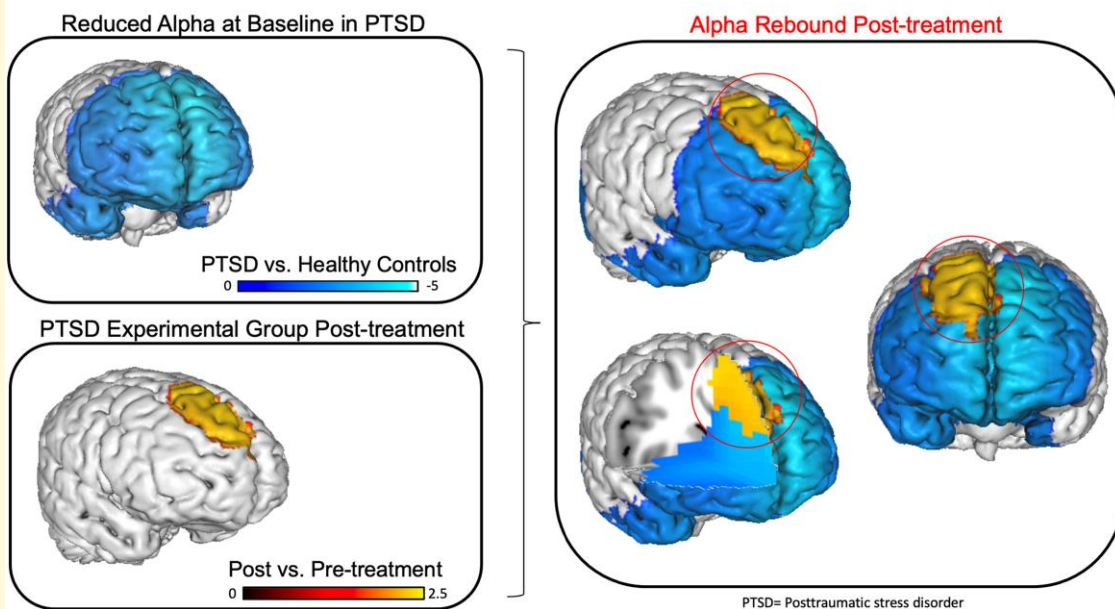 Reduced Alpha at Baseline in PTSD
PTSD vs. Healthy Controls
0 -5
PTSD Experimental Group Post-treatment
Post vs. Pre-treatment
0 2.5
Alpha Rebound Post-treatment
PTSD= Posttraumatic stress disorder